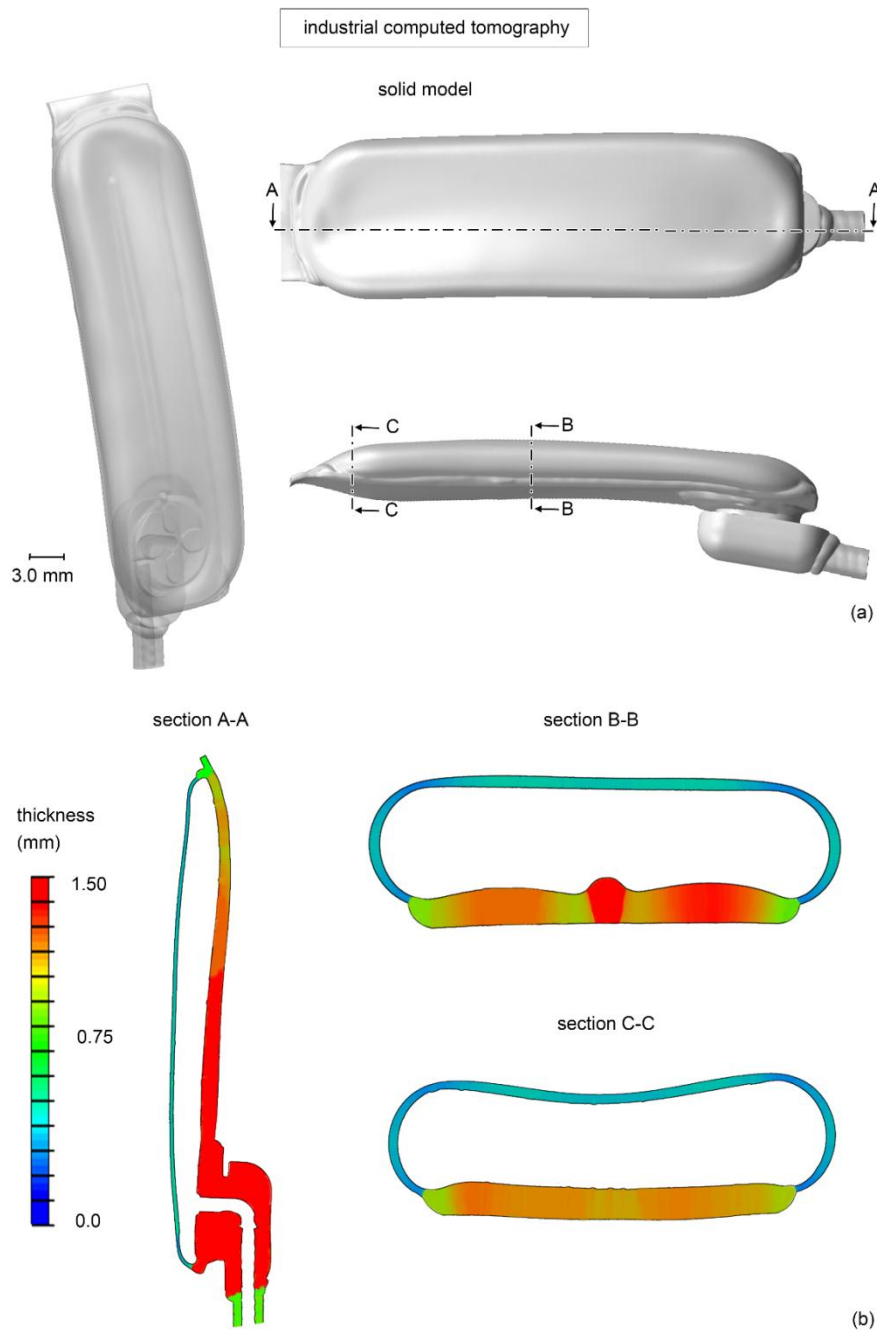 industrial computed tomography
solid model
A
A
C
B
C
B
3.0 mm
(a)
section A-A
section B-B
thickness
(mm)
1.50
0.75
section C-C
0.0
(b)